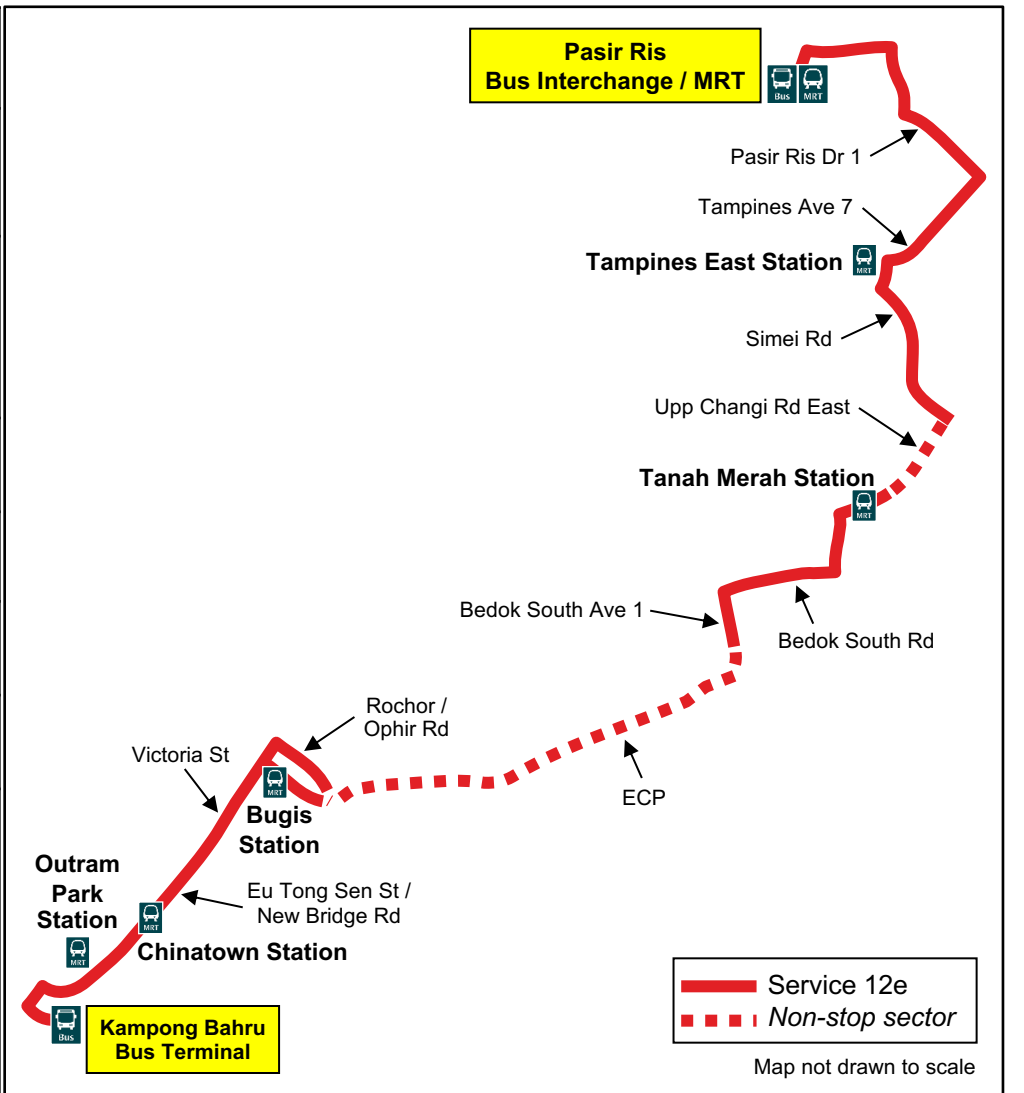 Pasir Ris
Bus Interchange / MRT
Bus
MRT
Pasir Ris Dr 1
Tampines Ave 7
Tampines East Station
MRT
Simei Rd
Upp Changi Rd East
Tanah Merah Station
MRT
Bedok South Ave 1
Bedok South Rd
Rochor /
Ophir Rd
Victoria St
ECP
MRT
Bugis
Station
Outram
Park
Station
Eu Tong Sen St /
New Bridge Rd
MRT
Chinatown Station
MRT
Bus
Kampong Bahru
Bus Terminal
Service 12e
Non-stop sector
Map not drawn to scale